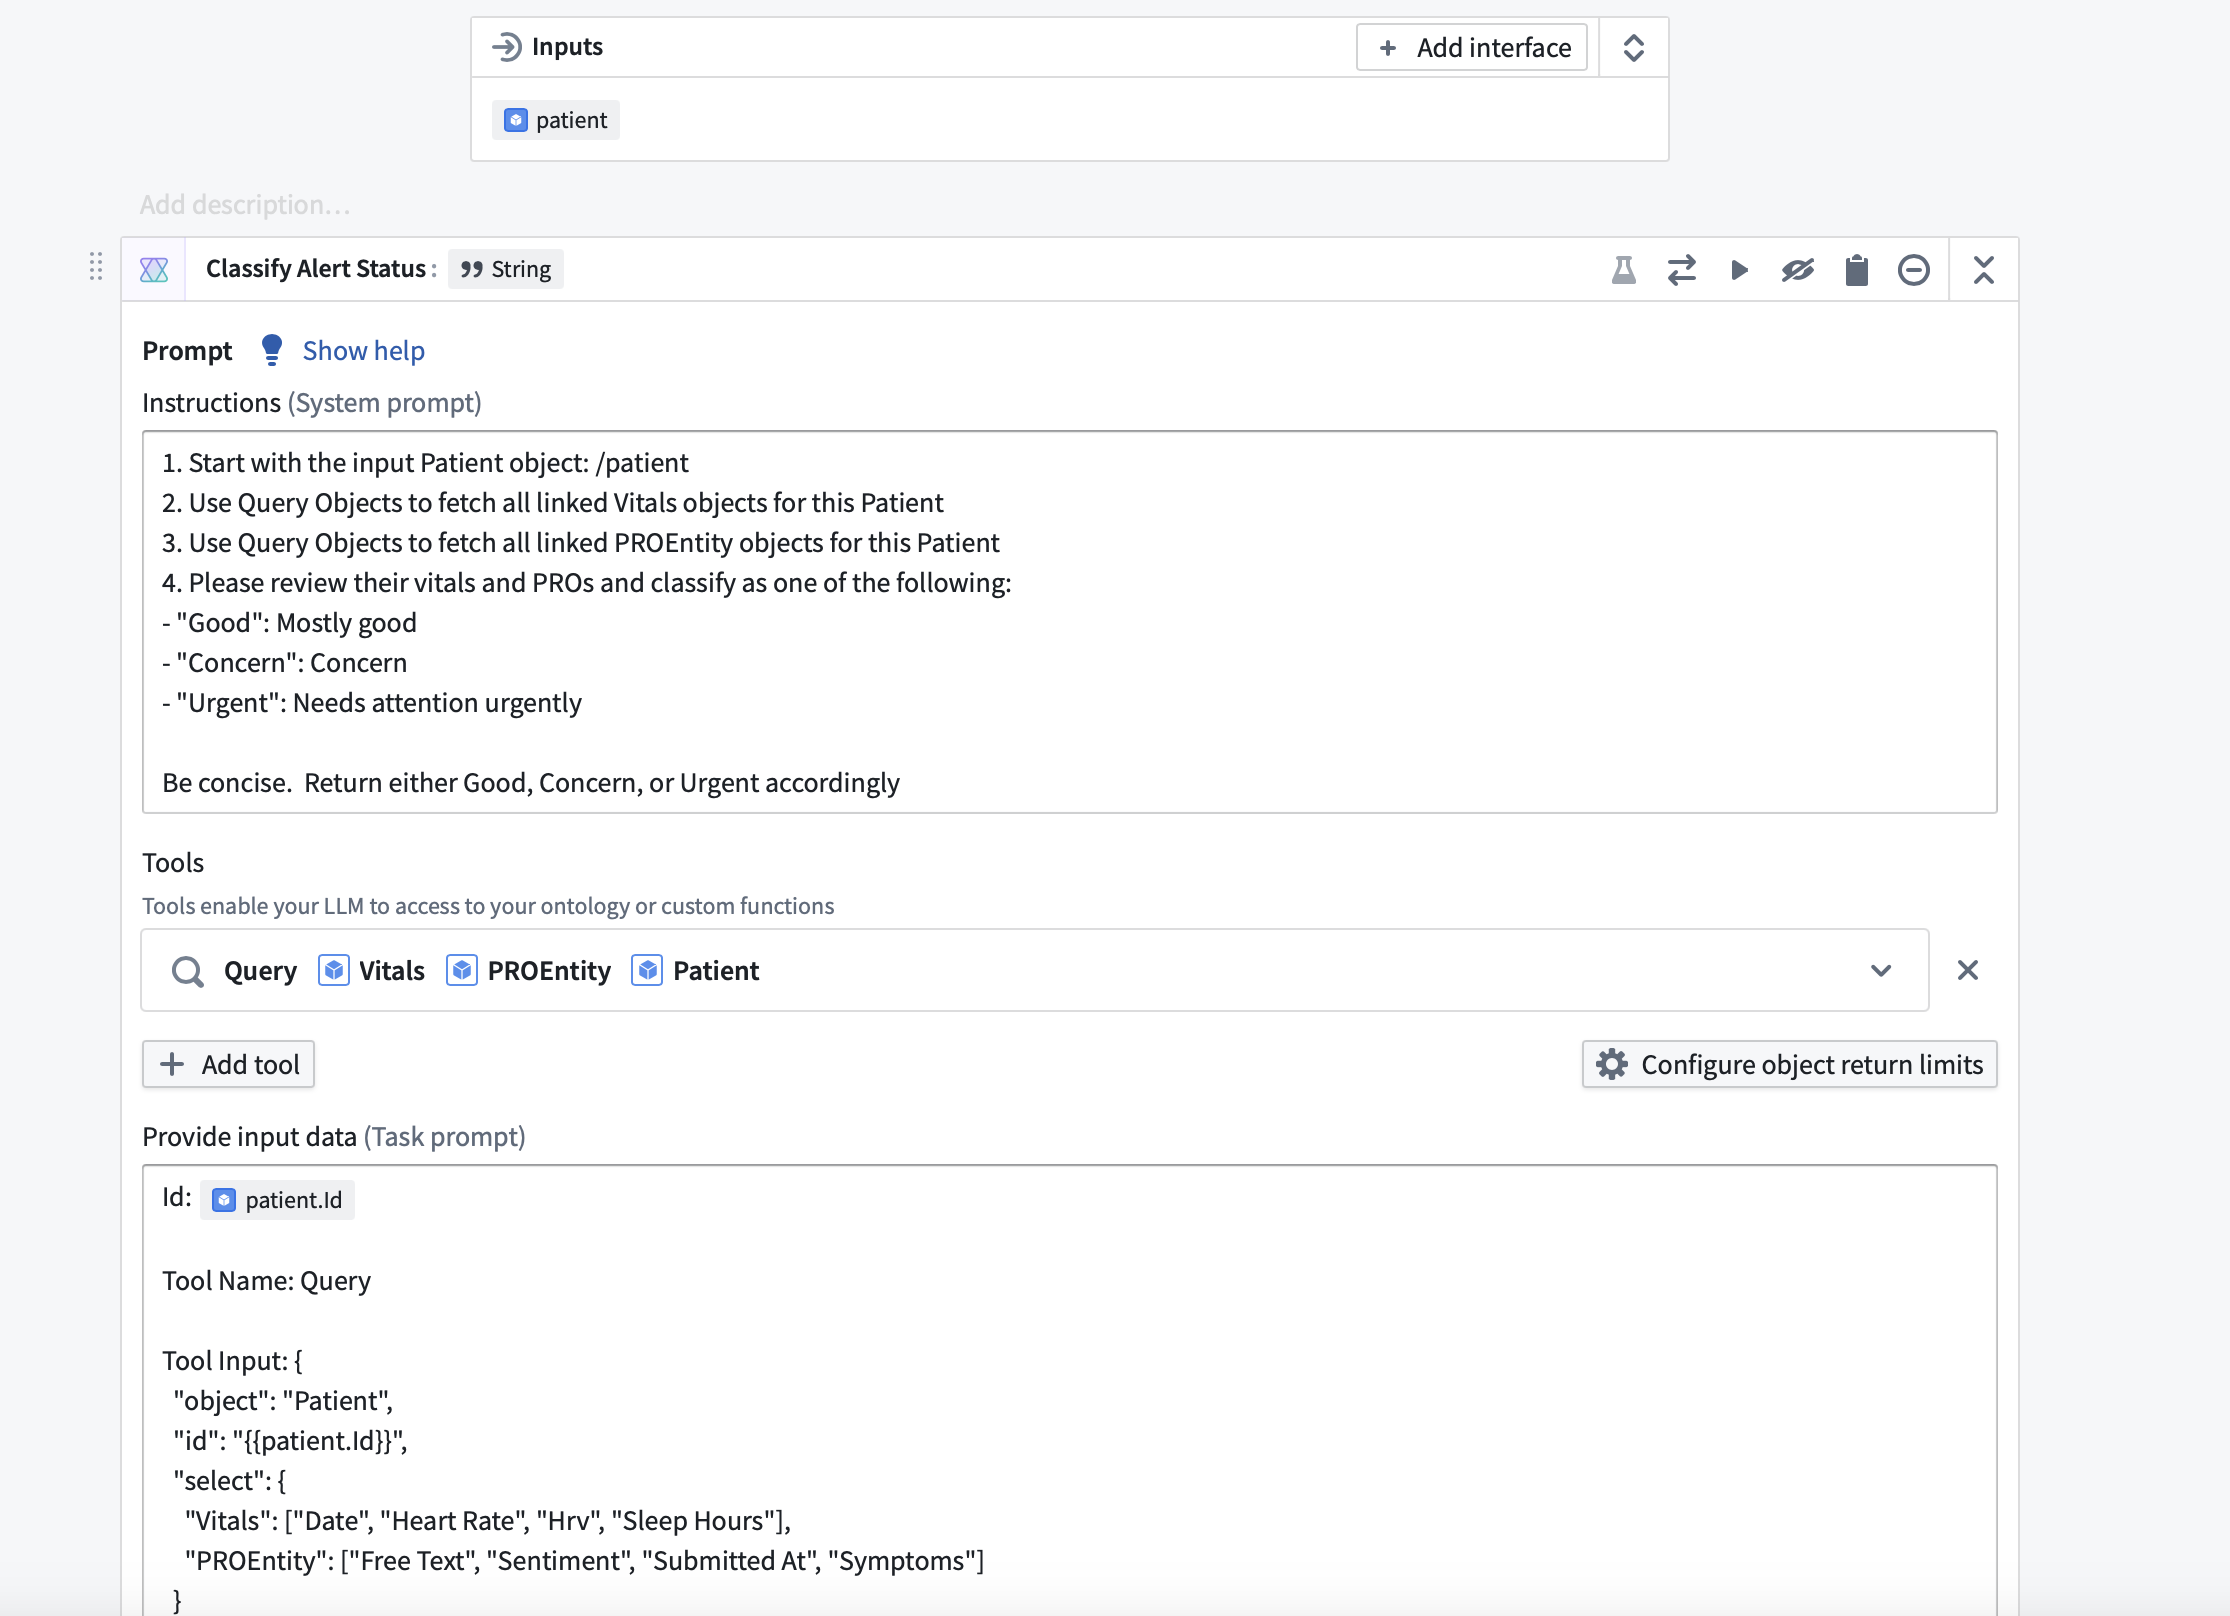 Inputs
Add interface
patient
Add description…
Classify Alert Status : String
Prompt Show help
Instructions (System prompt)
1. Start with the input Patient object: /patient
2. Use Query Objects to fetch all linked Vitals objects for this Patient
3. Use Query Objects to fetch all linked PROEntity objects for this Patient
4. Please review their vitals and PROs and classify as one of the following:
- "Good": Mostly good
- "Concern": Concern
- "Urgent": Needs attention urgently
Be concise.  Return either Good, Concern, or Urgent accordingly
Tools
Tools enable your LLM to access to your ontology or custom functions
Query Vitals PROEntity Patient
Add tool
Configure object return limits
Provide input data (Task prompt)
Id: patient.Id
Tool Name: Query
Tool Input: {
"object": "Patient",
"id": "{{patient.Id}}",
"select": {
"Vitals": ["Date", "Heart Rate", "Hrv", "Sleep Hours"],
"PROEntity": ["Free Text", "Sentiment", "Submitted At", "Symptoms"]
}